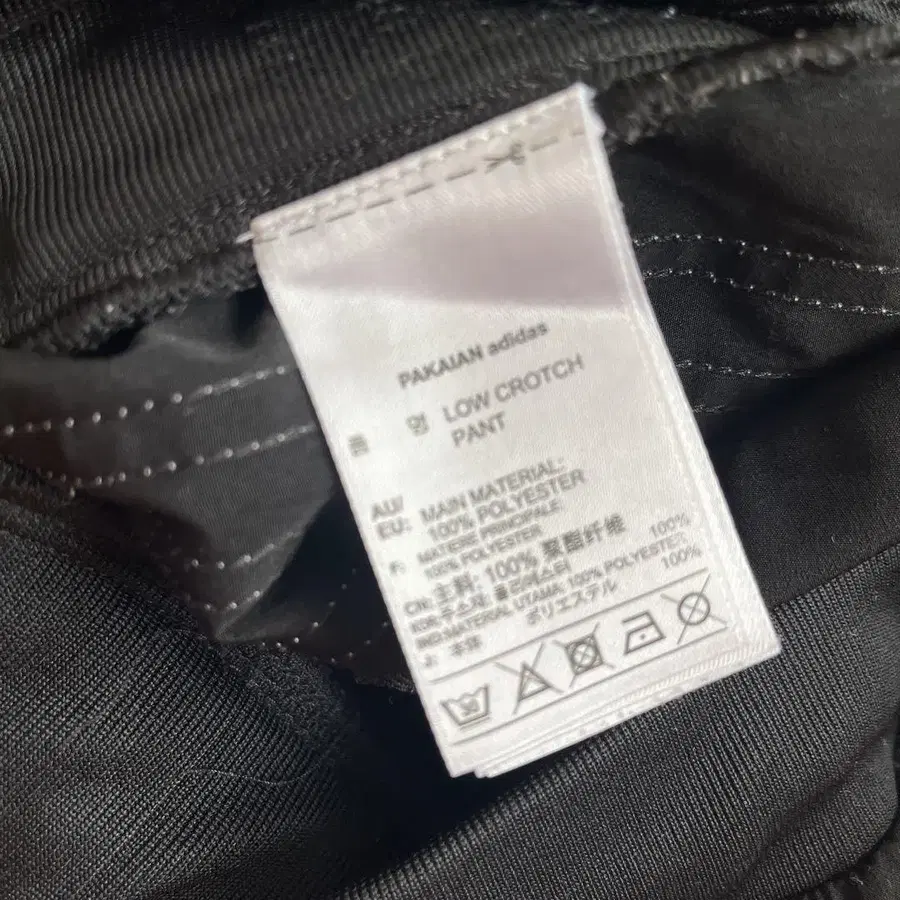 PAKAIAN adidas
품 명 LOW CROTCH
PANT
AU/
EU: MAIN MATERIAL:
100% POLYESTER
F: MATIERE PRINCIPALE:
100% POLYESTER
CN: 主料: 100% 聚酯纤维
KOR: 주소재: 폴리에스터 100%
IND: MATERIAL UTAMA: 100% POLYESTER
J: 本体 ポリエステル 100%
30